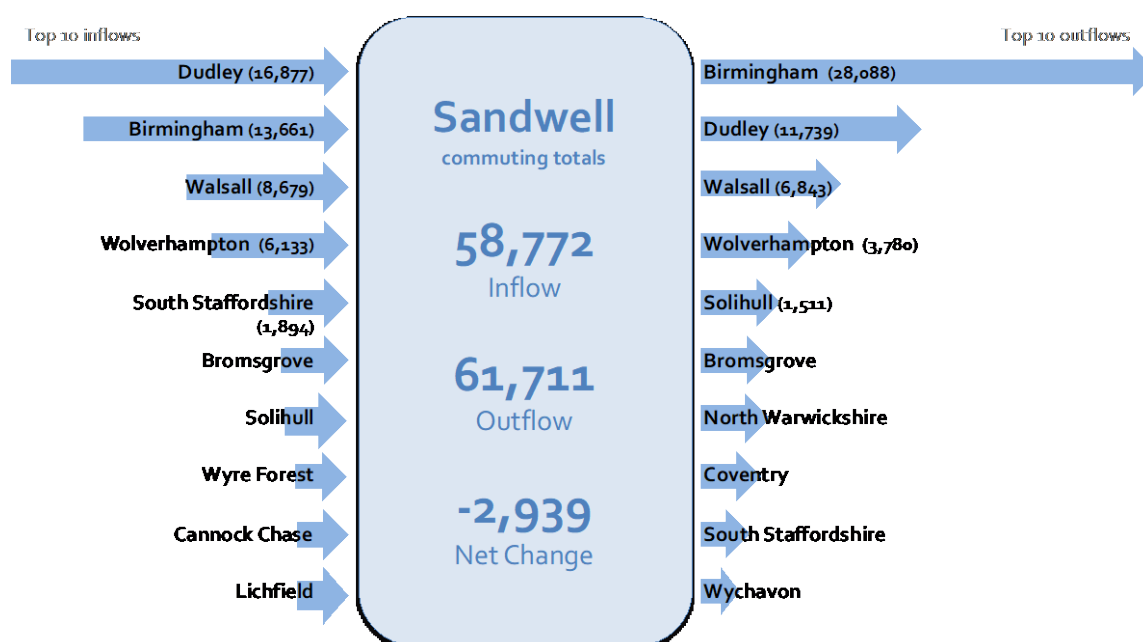 Top 10 inflows
Dudley (16,877)
Birmingham (13,661)
Walsall (8,679)
Wolverhampton (6,133)
South Staffordshire
(1,894)
Bromsgrove
Solihull
Wyre Forest
Cannock Chase
Lichfield
Sandwell
commuting totals
58,772
Inflow
61,711
Outflow
-2,939
Net Change
Top 10 outflows
Birmingham (28,088)
Dudley (11,739)
Walsall (6,843)
Wolverhampton (3,780)
Solihull (1,511)
Bromsgrove
North Warwickshire
Coventry
South Staffordshire
Wychavon